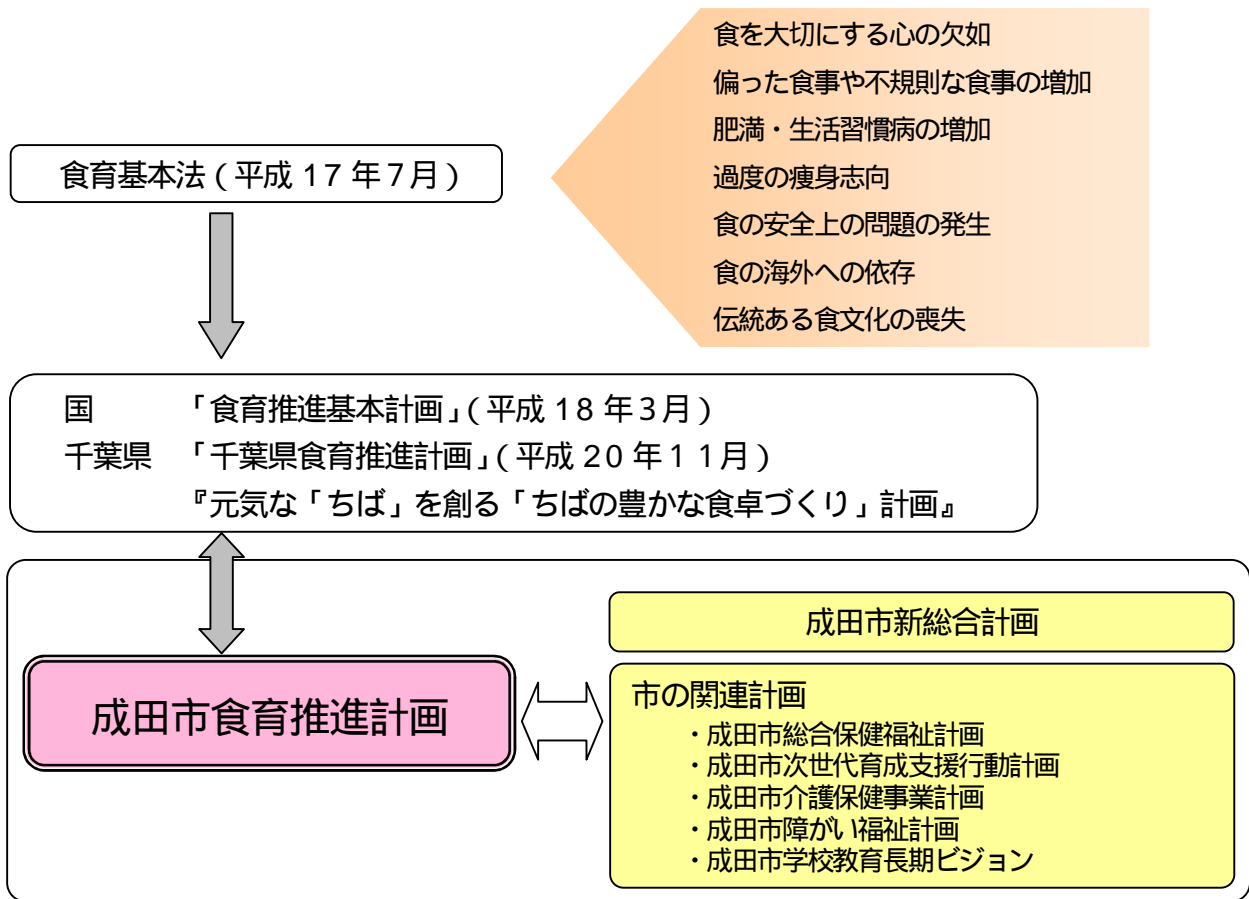 食を大切にする心の欠如
偏った食事や不規則な食事の増加
肥満・生活習慣病の増加
過度の痩身志向
食の安全上の問題の発生
食の海外への依存
伝統ある食文化の喪失
食育基本法(平成17年7月)
国 「食育推進基本計画」(平成18年3月)
千葉県 「千葉県食育推進計画」(平成20年11月)
『元気な「ちば」を創る「ちばの豊かな食卓づくり」計画』
成田市食育推進計画
成田市新総合計画
市の関連計画
・成田市総合保健福祉計画
・成田市次世代育成支援行動計画
・成田市介護保健事業計画
・成田市障がい福祉計画
・成田市学校教育長期ビジョン